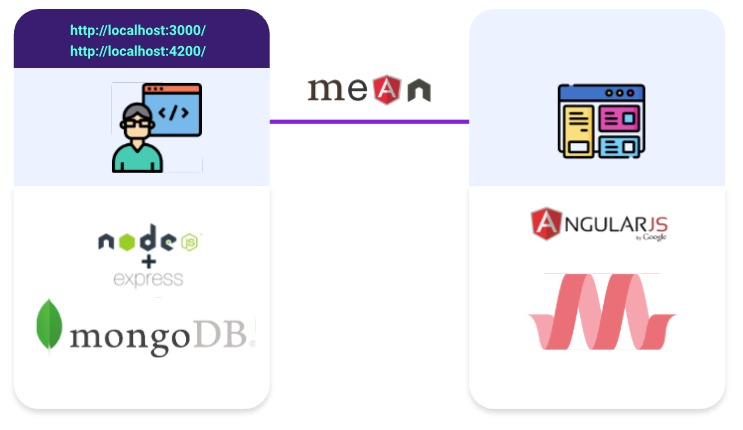 http://localhost:3000/
http://localhost:4200/
</>
meAn
node JS
+
express
mongoDB®
ANGULARJS
by Google